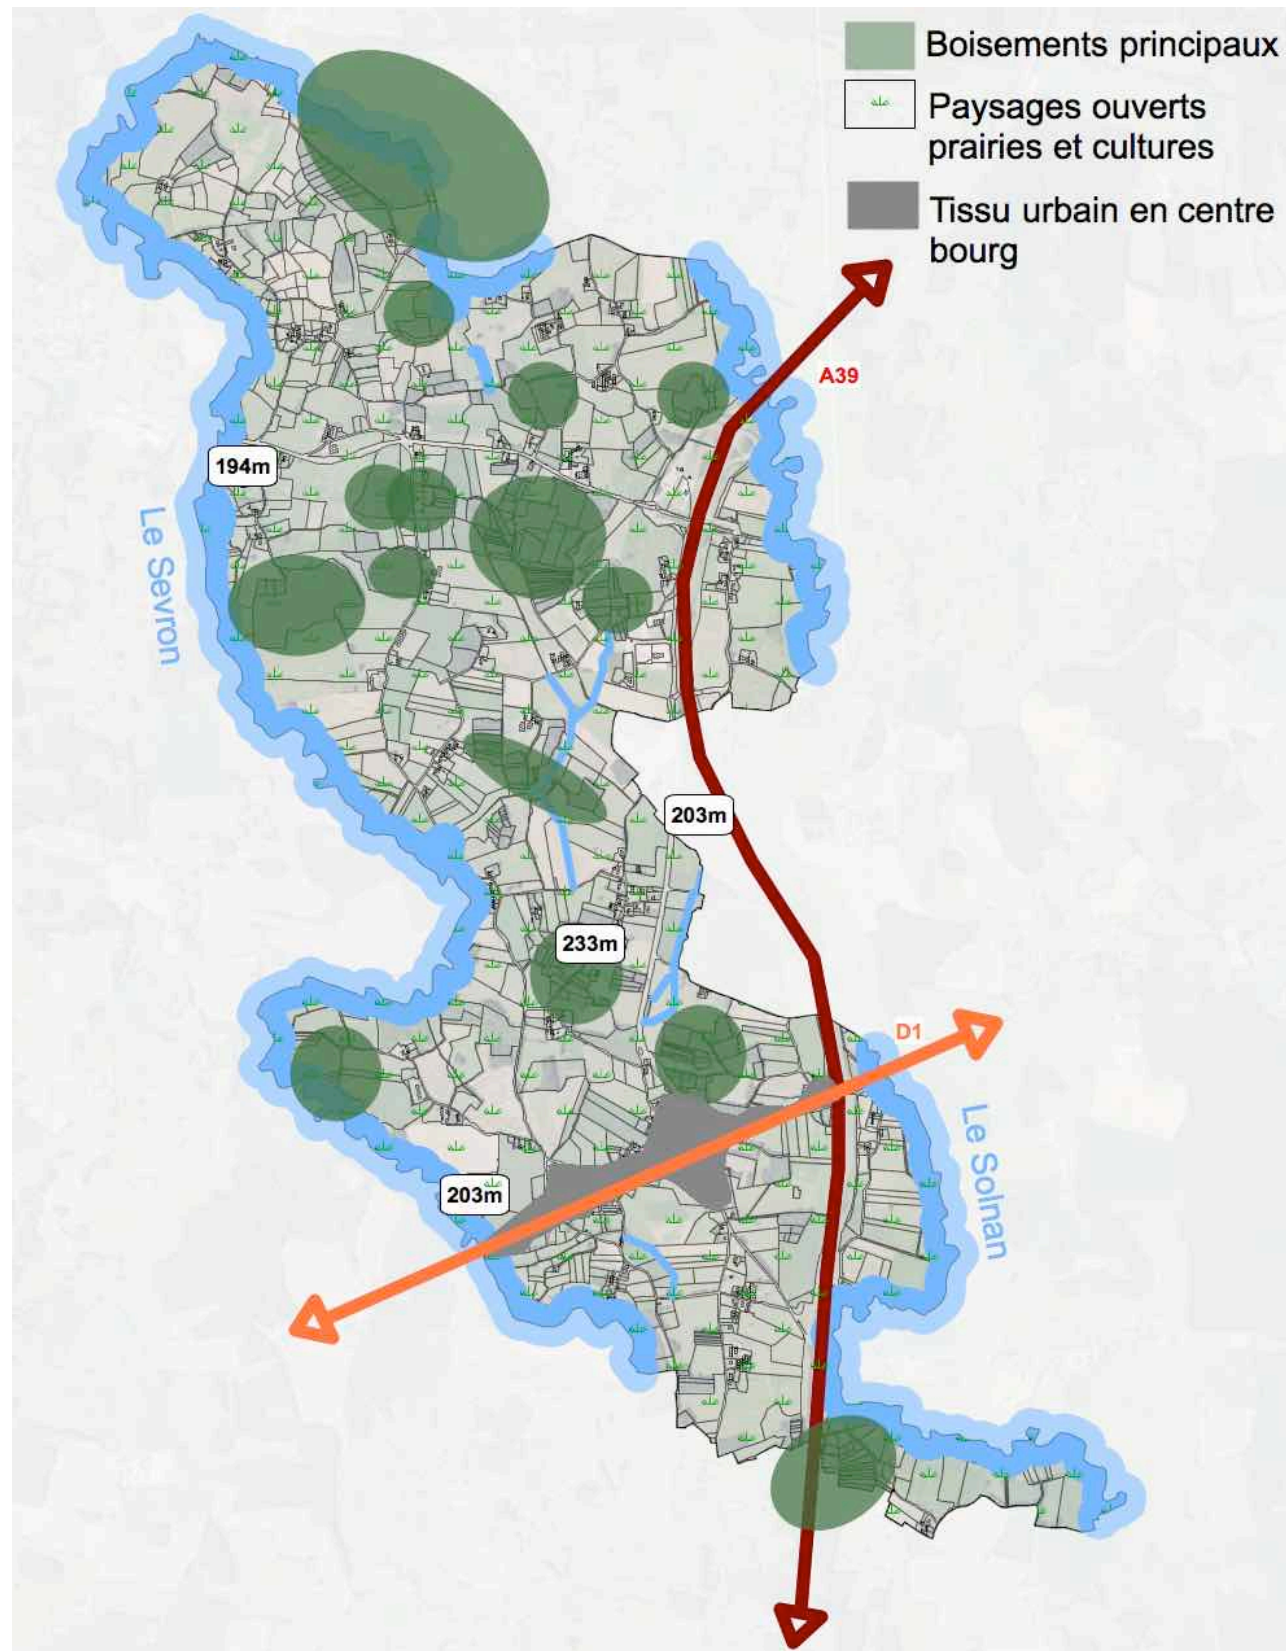 Boisements principaux
Paysages ouverts
prairies et cultures
Tissu urbain en centre
bourg
A39
194m
Le Sevron
203m
233m
D1
Le Solnan
203m